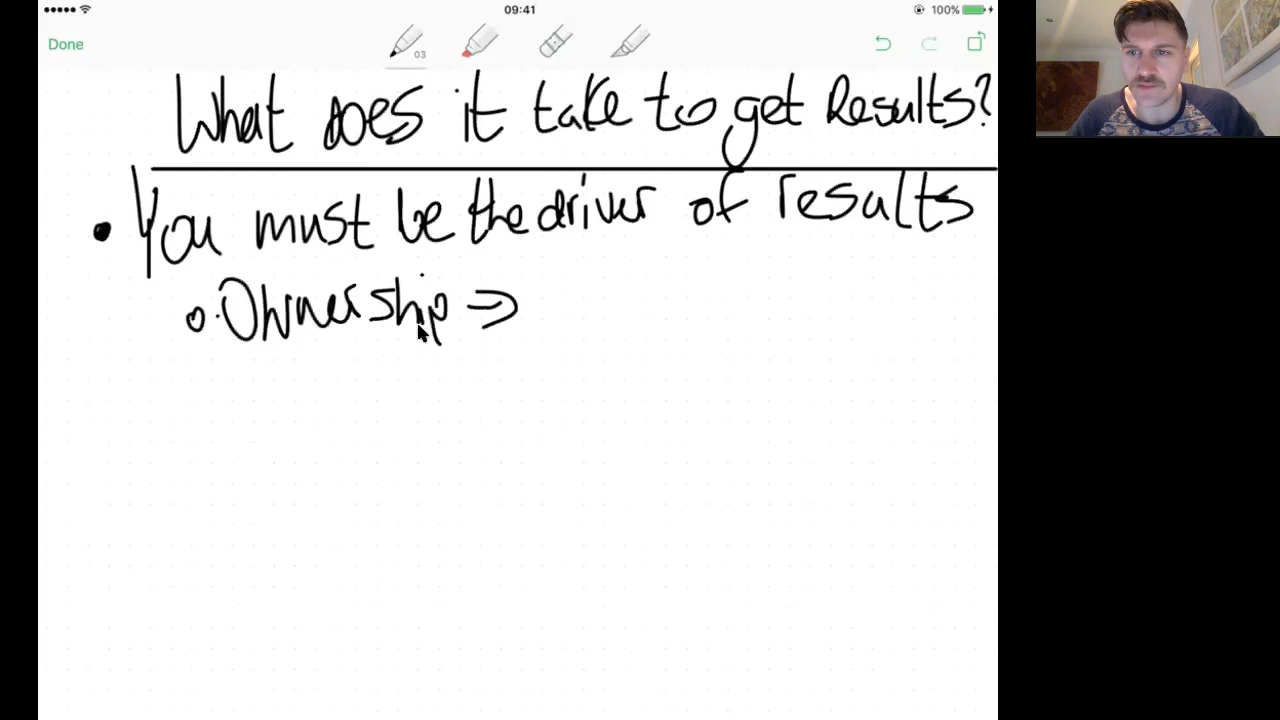 09:41
100%
Done
03
What does it take to get Results?
• You must be the driver of results
o. Ownership ⇒